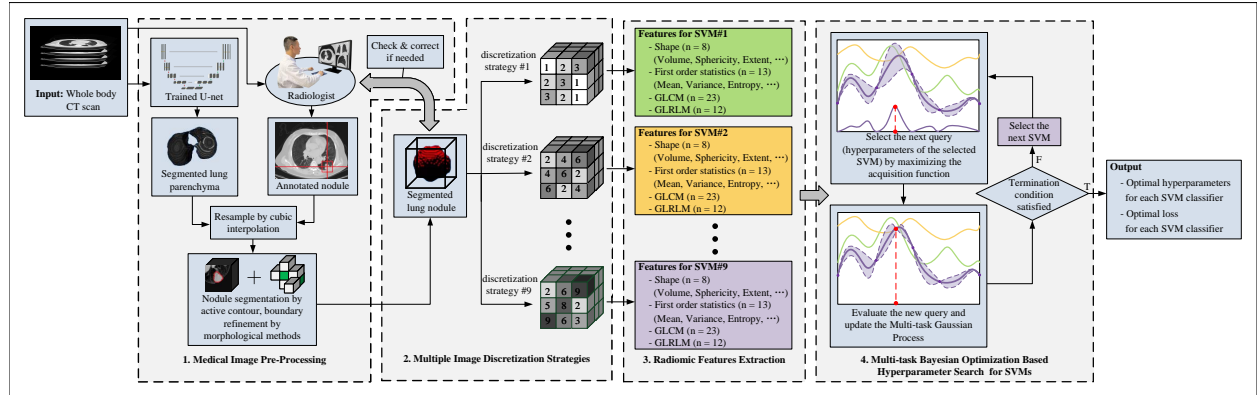 Input: Whole body
CT scan
Trained U-net
Radiologist
Check & correct
if needed
Segmented lung
parenchyma
Annotated nodule
Resample by cubic
interpolation
+
Nodule segmentation by
active contour, boundary
refinement by
morphological methods
1. Medical Image Pre-Processing
Segmented
lung nodule
discretization
strategy #1
1 2 3
2 3 1
3 2 1
discretization
strategy #2
2 4 6
4 6 2
6 2 4
discretization
strategy #9
2 6 9
5 8 2
9 6 3
2. Multiple Image Discretization Strategies
Features for SVM#1
- Shape (n = 8)
(Volume, Sphericity, Extent, ···)
- First order statistics (n = 13)
(Mean, Variance, Entropy, ···)
- GLCM (n = 23)
- GLRLM (n = 12)
Features for SVM#2
- Shape (n = 8)
(Volume, Sphericity, Extent, ···)
- First order statistics (n = 13)
(Mean, Variance, Entropy, ···)
- GLCM (n = 23)
- GLRLM (n = 12)
Features for SVM#9
- Shape (n = 8)
(Volume, Sphericity, Extent, ···)
- First order statistics (n = 13)
(Mean, Variance, Entropy, ···)
- GLCM (n = 23)
- GLRLM (n = 12)
3. Radiomic Features Extraction
Select the next query
(hyperparameters of the selected
SVM) by maximizing the
acquisition function
Evaluate the new query and
update the Multi-task Gaussian
Process
Select the
next SVM
F
Termination
condition
satisfied
T
4. Multi-task Bayesian Optimization Based
Hyperparameter Search for SVMs
Output
- Optimal hyperparameters
for each SVM classifier
- Optimal loss
for each SVM classifier